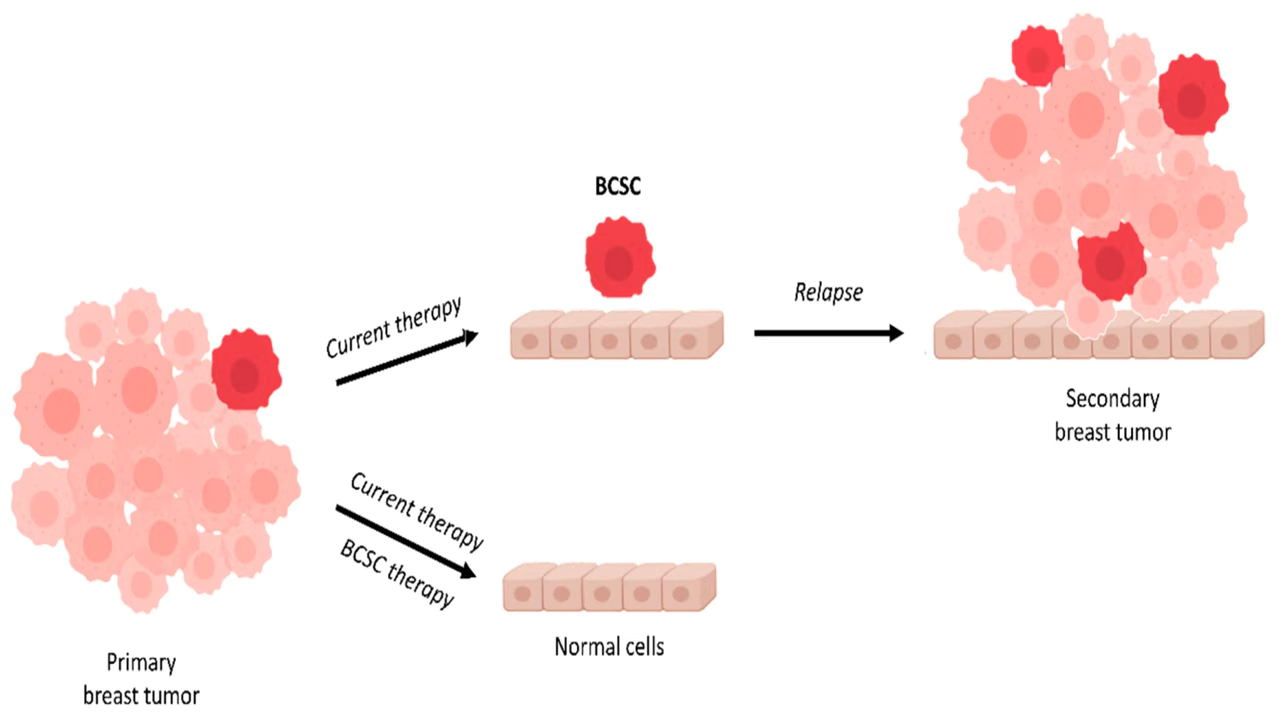 BCSC
Current therapy
Relapse
Secondary
breast tumor
Current therapy
BCSC therapy
Normal cells
Primary
breast tumor